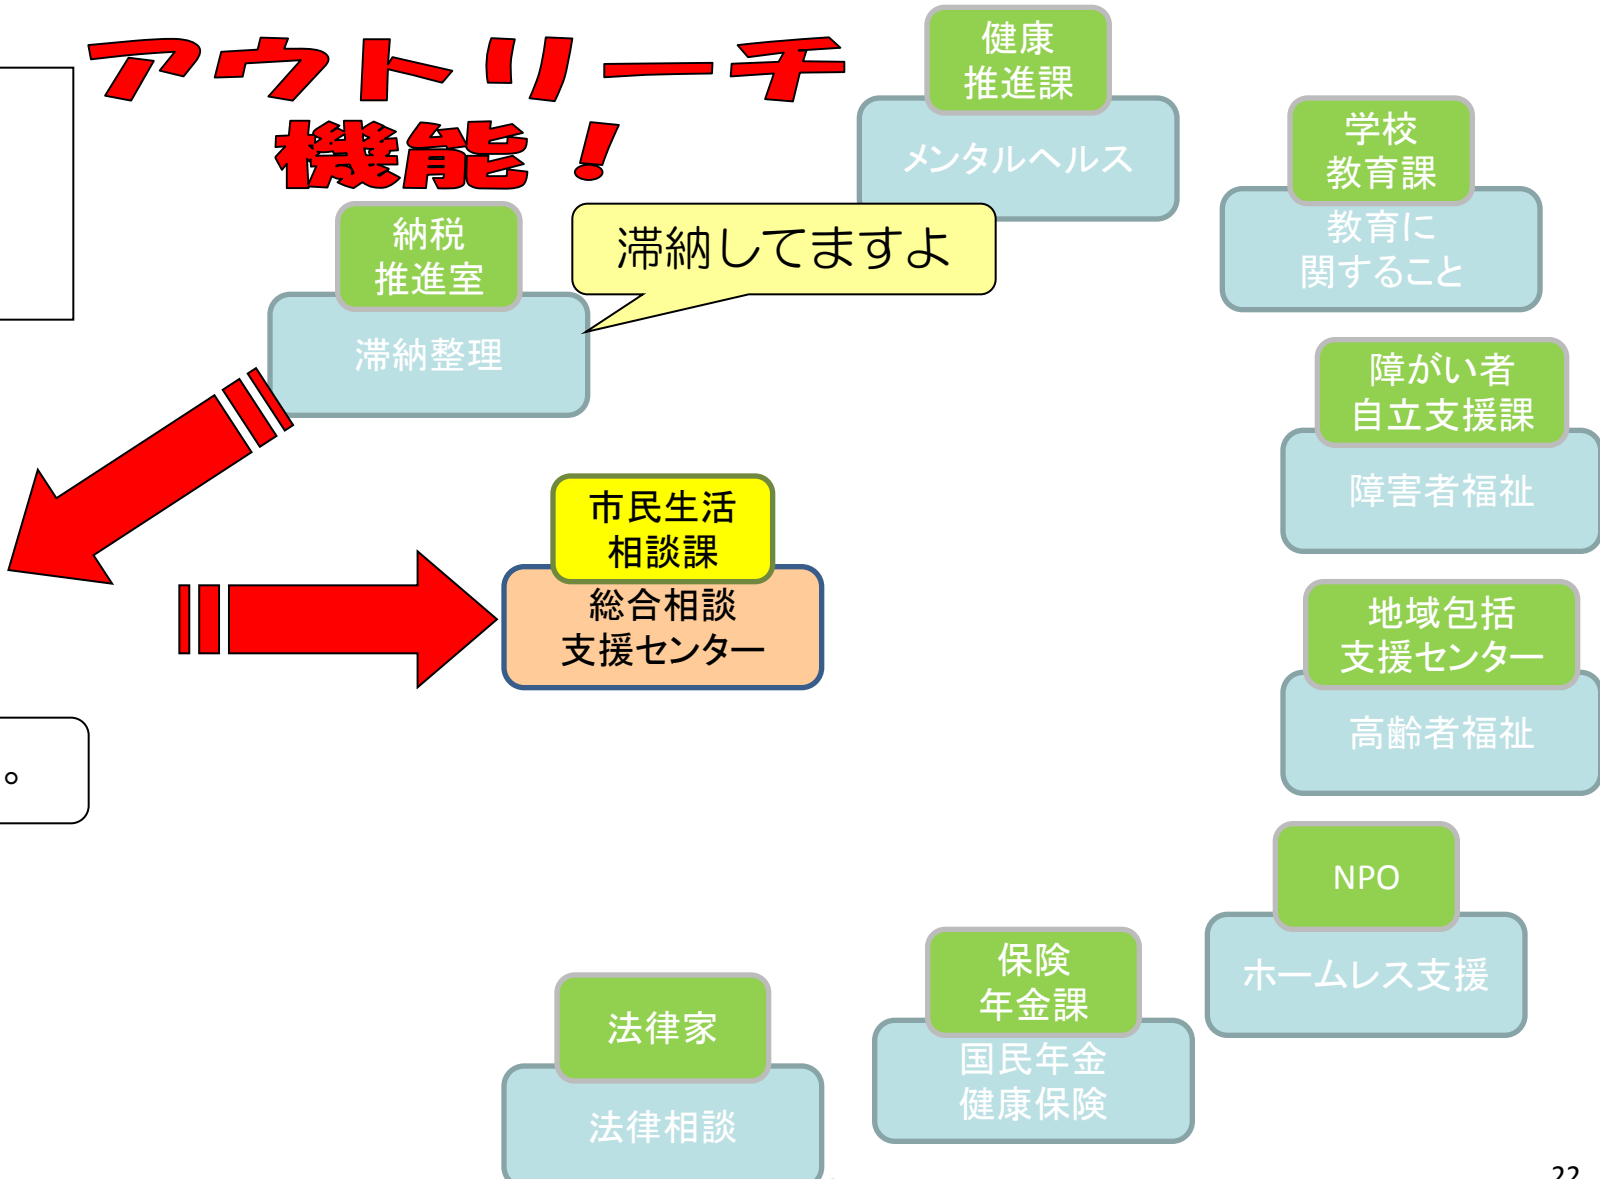 アウトリーチ
機能！
健康
推進課
メンタルヘルス
学校
教育課
教育に
関すること
納税
推進室
滞納整理
滞納してますよ
障がい者
自立支援課
障害者福祉
市民生活
相談課
総合相談
支援センター
地域包括
支援センター
高齢者福祉
。
NPO
ホームレス支援
保険
年金課
国民年金
健康保険
法律家
法律相談
22